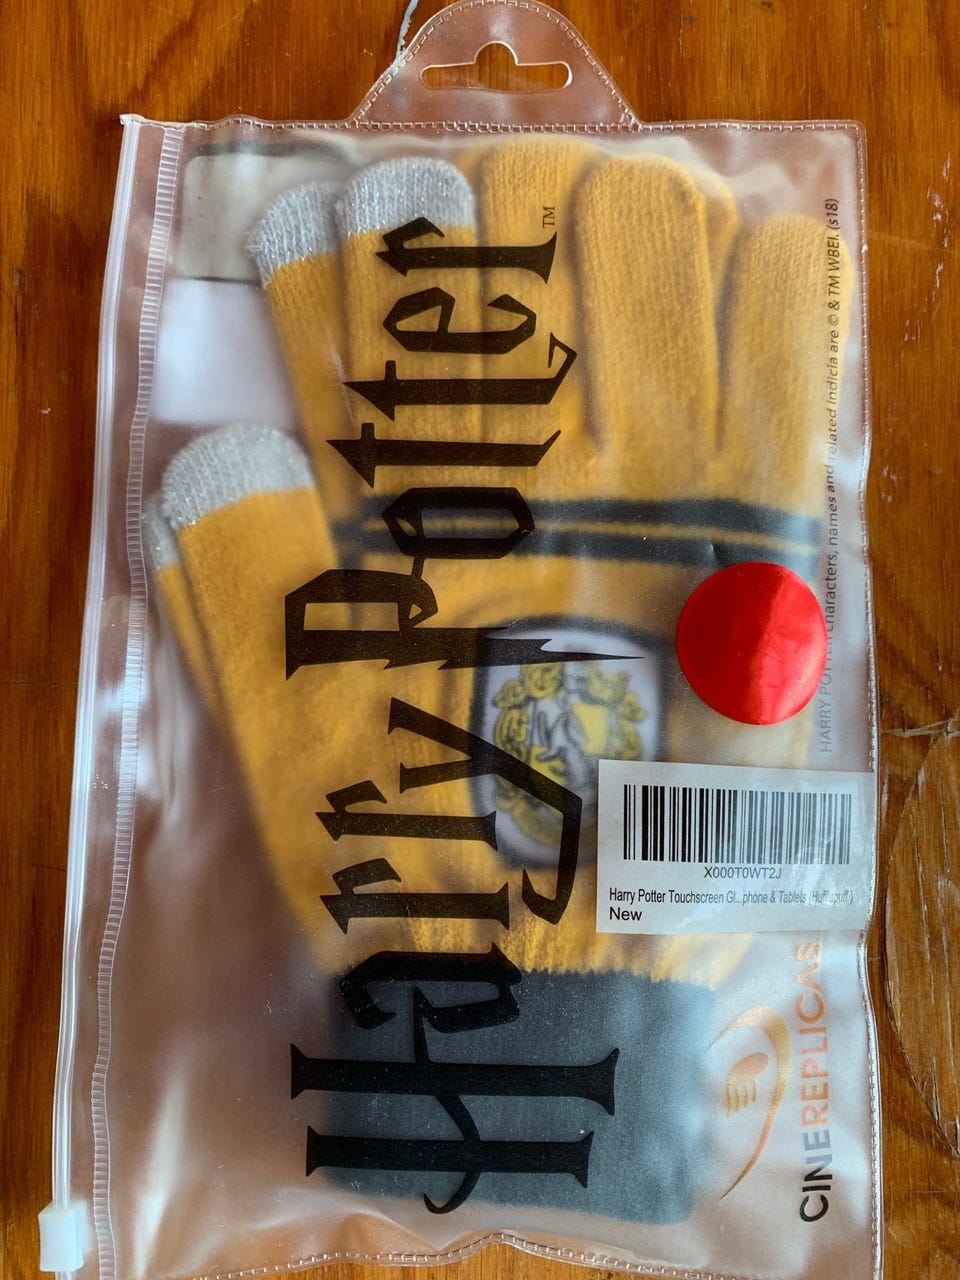 Harry Potter™
HARRY POTTER characters, names and related indicia are © & TM WBEI. (s18)
X000T0WT2J
Harry Potter Touchscreen Gl...phone & Tablets (Hufflepuff )
New
CINEREPLICAS